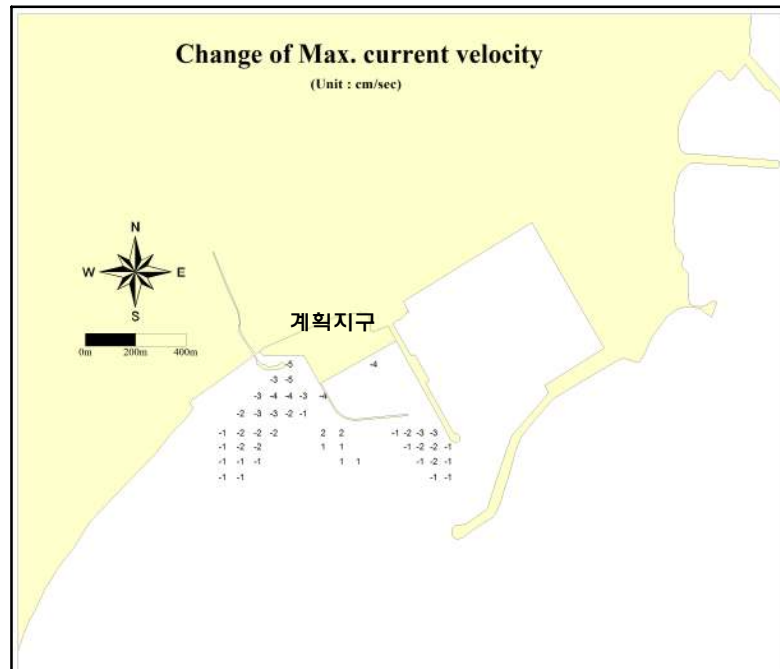 Change of Max. current velocity
(Unit : cm/sec)
N
W E
S
계획지구
0m 200m 400m
-5 -4
-3 -5
-3 -4 -4 -3 -4
-2 -3 -3 -2 -1
-1 -2 -2 -2 2 2 -1 -2 -3 -3
-1 -2 -2 1 1 -1 -2 -2 -1
-1 -1 -1 1 1 -1 -2 -1
-1 -1 -1 -1